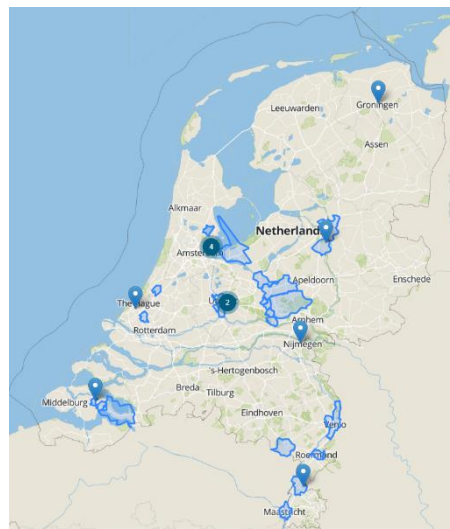 Leeuwarden
Groningen
Assen
Alkmaar
Netherland
4
Amsterdam
Apeldoorn
Enschede
The Hague
2
Rotterdam
Arnhem
Nijmegen
's-Hertogenbosch
Middelburg
Breda
Tilburg
Eindhoven
Venlo
Roermond
Maastricht